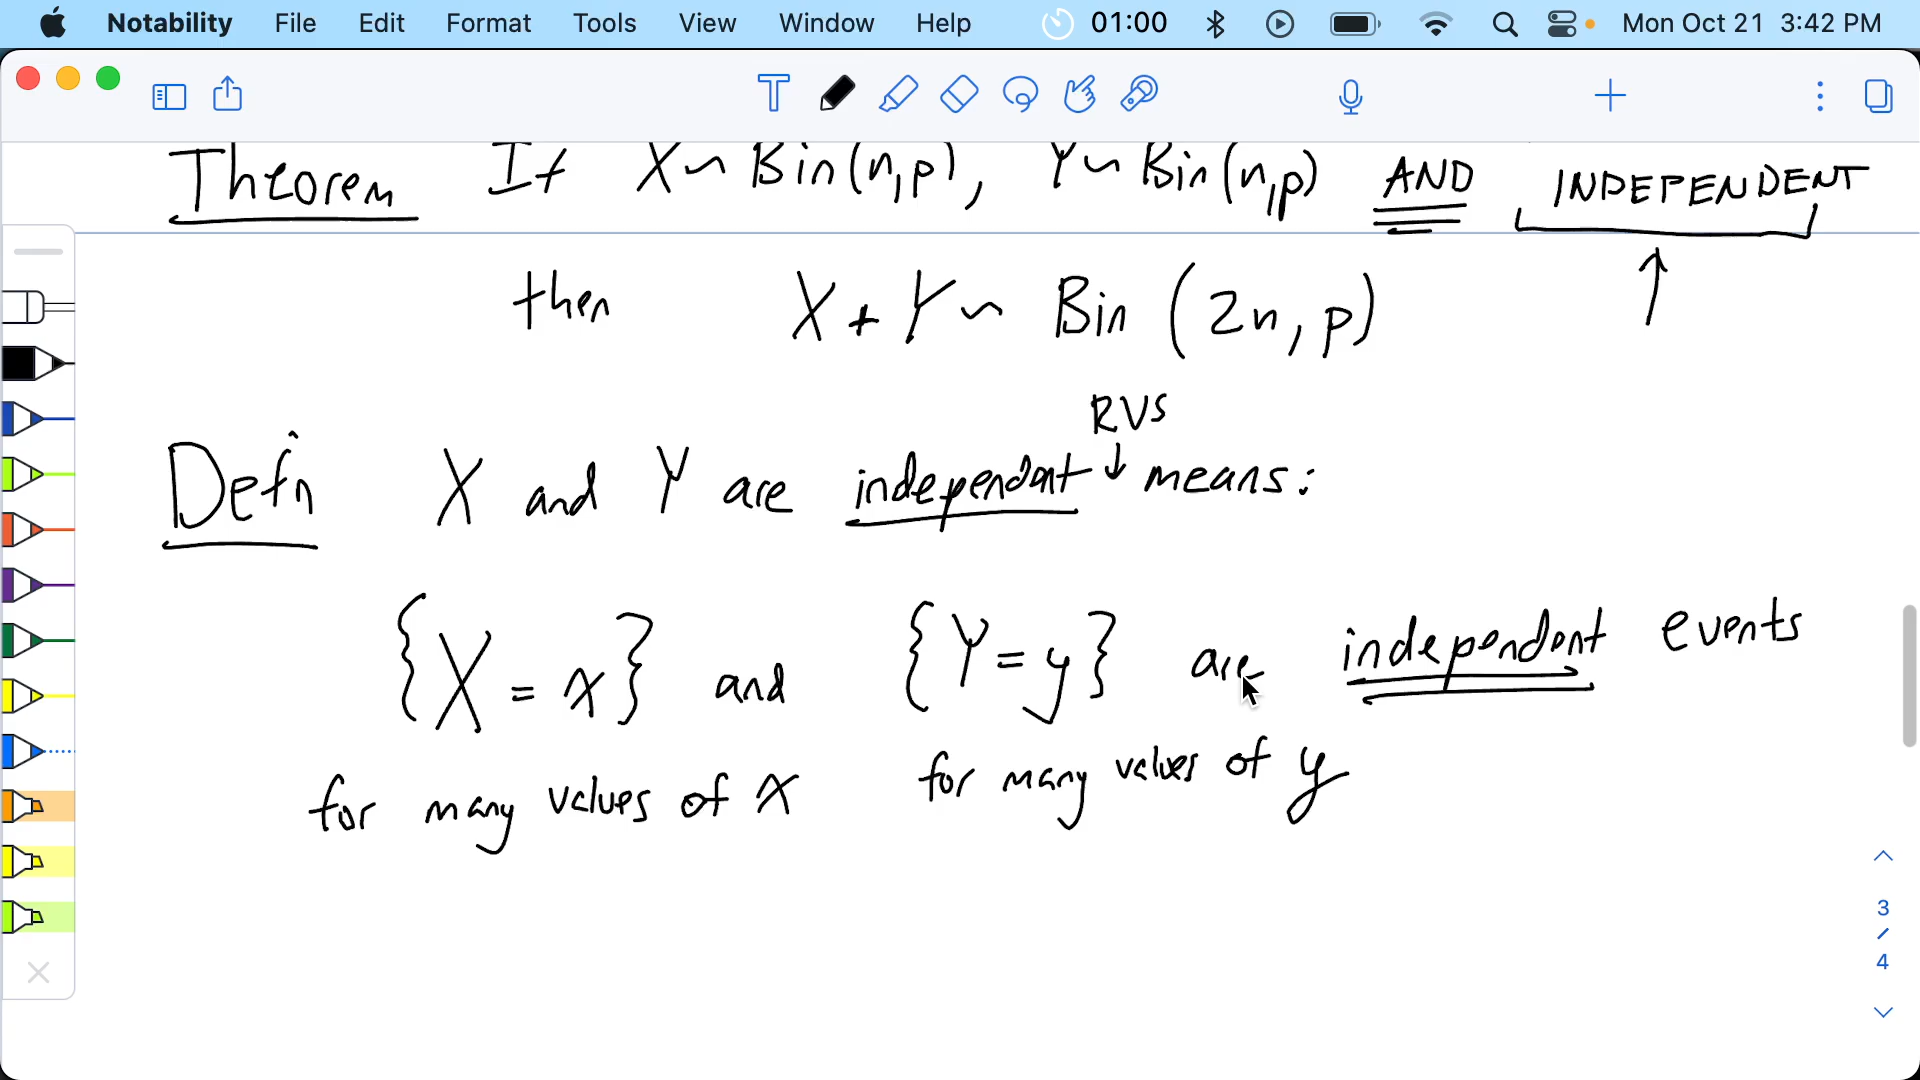 Notability File Edit Format Tools View Window Help 01:00 Mon Oct 21 3:42 PM
Theorem If X ~ Bin(n,p), Y ~ Bin(n,p) AND INDEPENDENT
then X + Y ~ Bin (2n, p)
RVS
Defn X and Y are independent ↓ means:
{X = x} and {Y = y} are independent events
for many values of x for many values of y
3
/
4